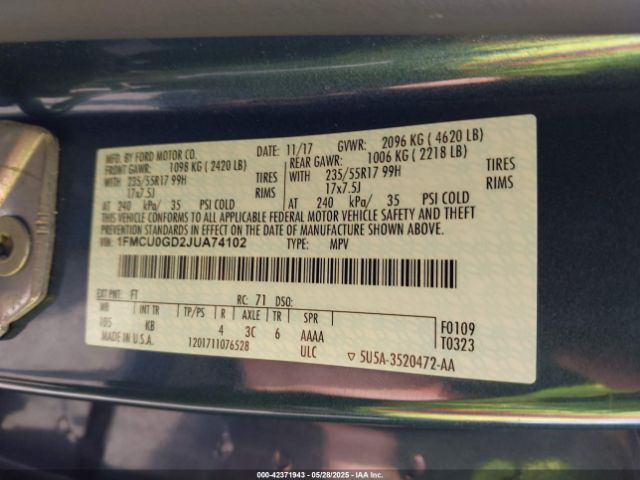 MFD. BY FORD MOTOR CO.
DATE: 11/17 GVWR: 2096 KG ( 4620 LB)
FRONT GAWR: 1098 KG ( 2420 LB)
REAR GAWR: 1006 KG ( 2218 LB)
WITH 235/55R17 99H TIRES
17x7.5J RIMS
AT 240 kPa/ 35 PSI COLD
WITH 235/55R17 99H TIRES
17x7.5J RIMS
AT 240 kPa/ 35 PSI COLD
THIS VEHICLE CONFORMS TO ALL APPLICABLE FEDERAL MOTOR VEHICLE SAFETY AND THEFT
PREVENTION STANDARDS IN EFFECT ON THE DATE OF MANUFACTURE SHOWN ABOVE.
VIN: 1FMCU0GD2JUA74102
TYPE: MPV
EXT PNT: FT RC: 71 DSO:
WB INT TR TP/PS R AXLE TR SPR
105 KB 4 3C 6 AAAA
MADE IN U.S.A. 1201711076528 ULC
F0109
T0323
▽ 5U5A-3520472-AA
000-42371943 - 05/28/2025 - IAA Inc.